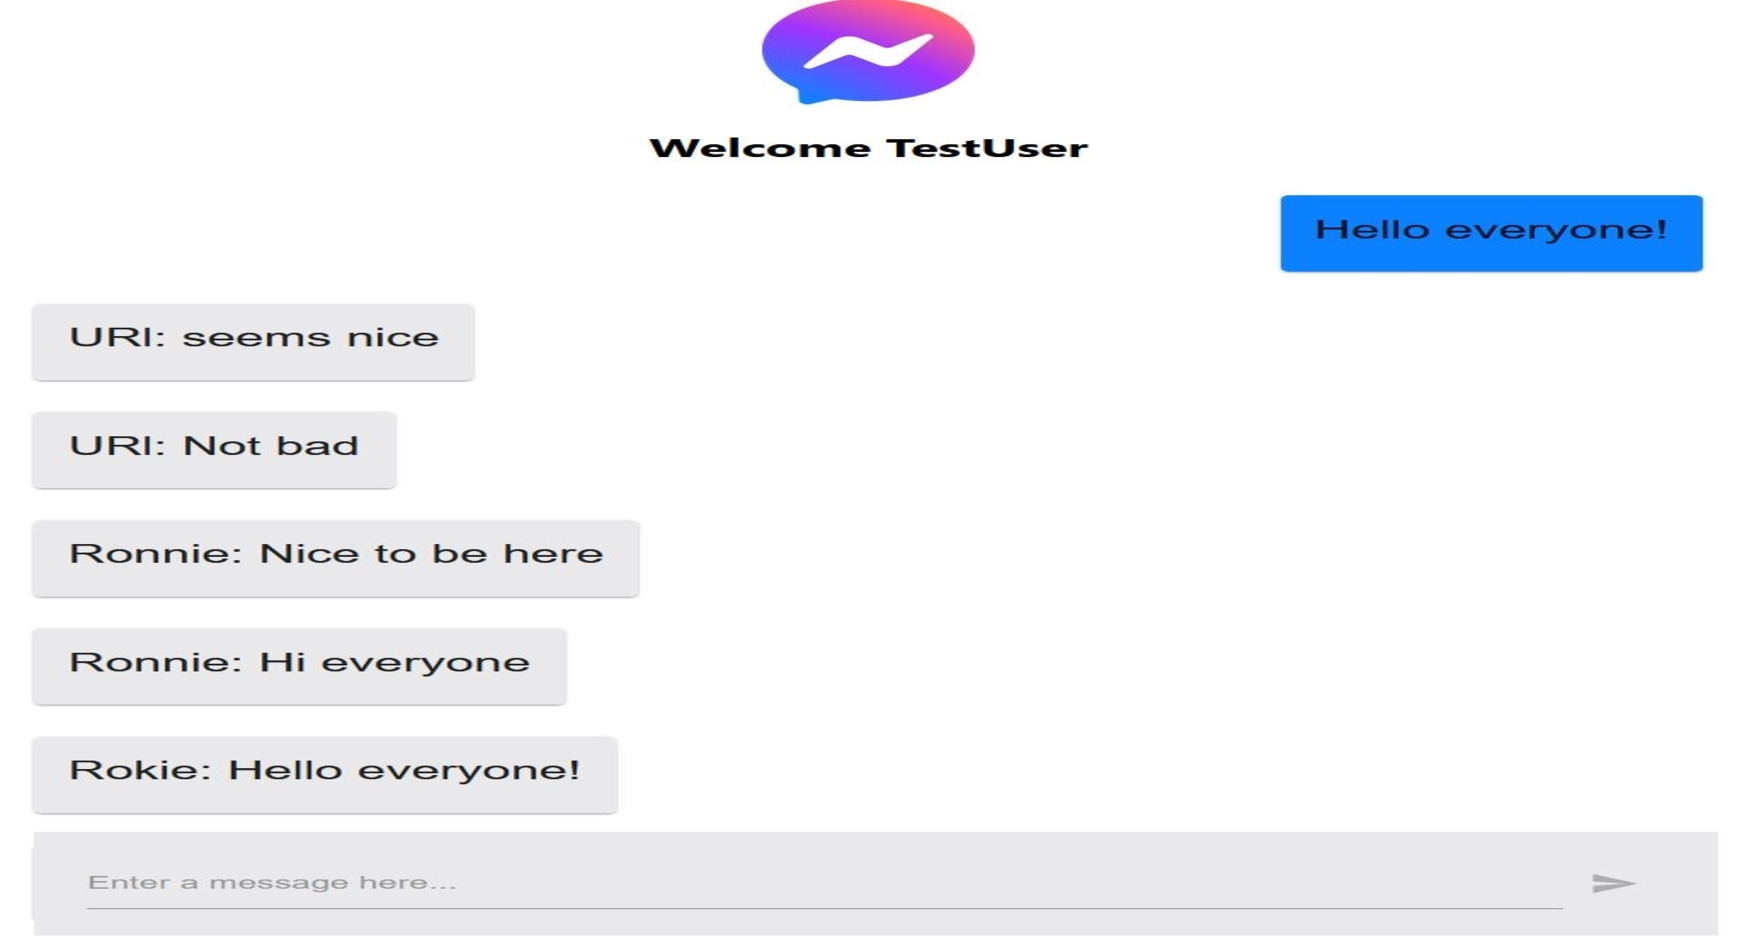 Welcome TestUser
Hello everyone!
URI: seems nice
URI: Not bad
Ronnie: Nice to be here
Ronnie: Hi everyone
Rokie: Hello everyone!
Enter a message here...